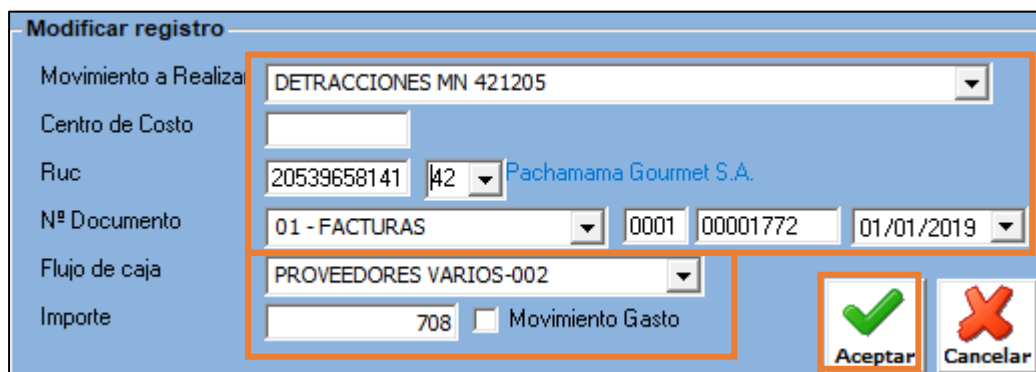 Modificar registro
Movimiento a Realizar DETRACCIONES MN 421205
Centro de Costo
Ruc 20539658141 42 Pachamama Gourmet S.A.
Nº Documento 01 - FACTURAS 0001 00001772 01/01/2019
Flujo de caja PROVEEDORES VARIOS-002
Importe 708 Movimiento Gasto
Aceptar Cancelar